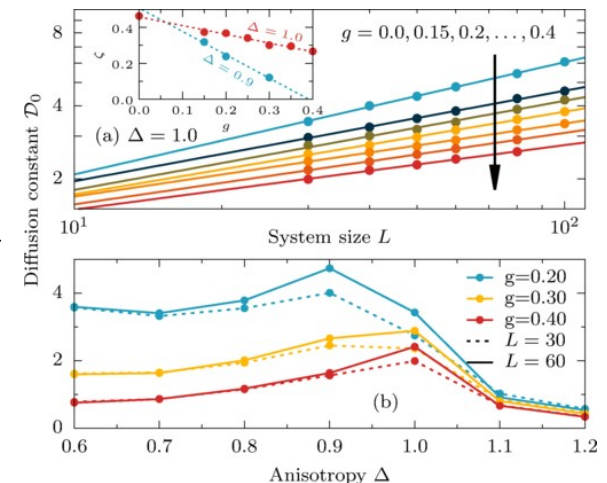 8
4
2
Diffusion constant 𝒟₀
0.4
0.2
0.0
ζ
Δ = 1.0
Δ = 0.9
0.0 0.1 0.2 0.3 0.4
g
g = 0.0, 0.15, 0.2, ..., 0.4
(a) Δ = 1.0
10¹ 10²
System size L
4
2
0
g=0.20
g=0.30
g=0.40
L = 30
L = 60
(b)
0.6 0.7 0.8 0.9 1.0 1.1 1.2
Anisotropy Δ